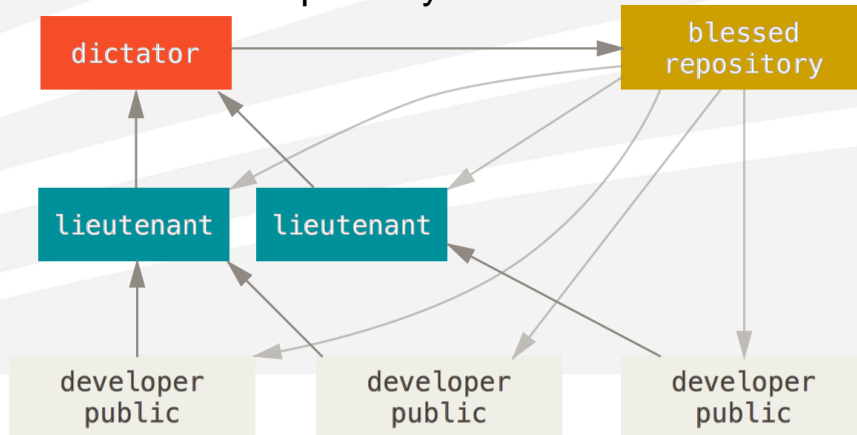 dictator
blessed
repository
lieutenant
lieutenant
developer
public
developer
public
developer
public